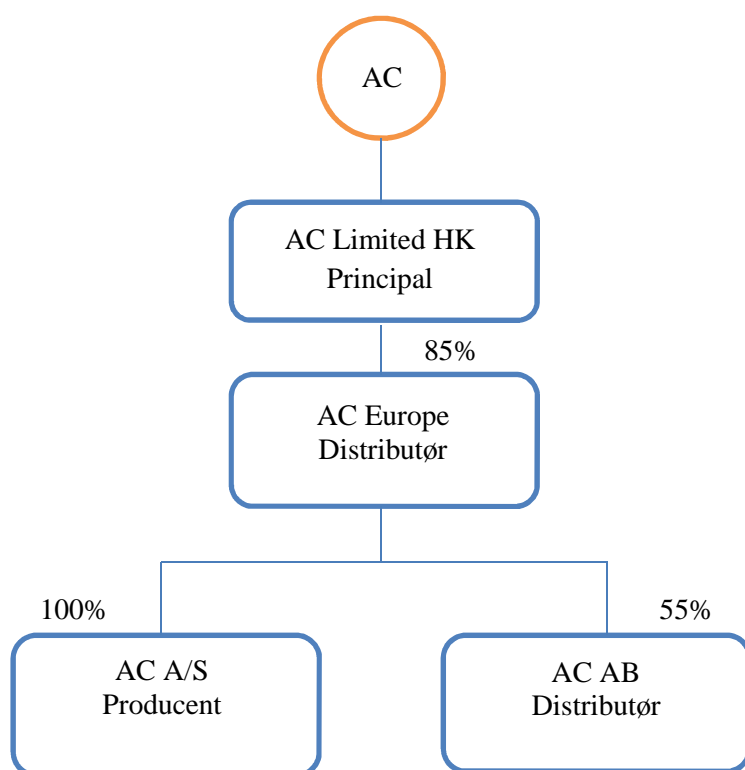 AC
AC Limited HK
Principal
85%
AC Europe
Distributør
100%
55%
AC A/S
Producent
AC AB
Distributør